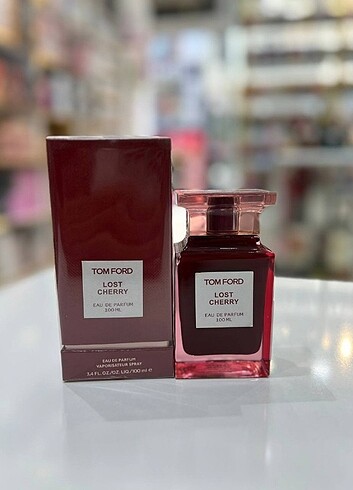 TOM FORD
LOST
CHERRY
EAU DE PARFUM
100 ML
EAU DE PARFUM
VAPORISATEUR SPRAY
3,4 FL.OZ./OZ. LIQ./100 ml ℮
TOM FORD
LOST
CHERRY
EAU DE PARFUM
100 ML